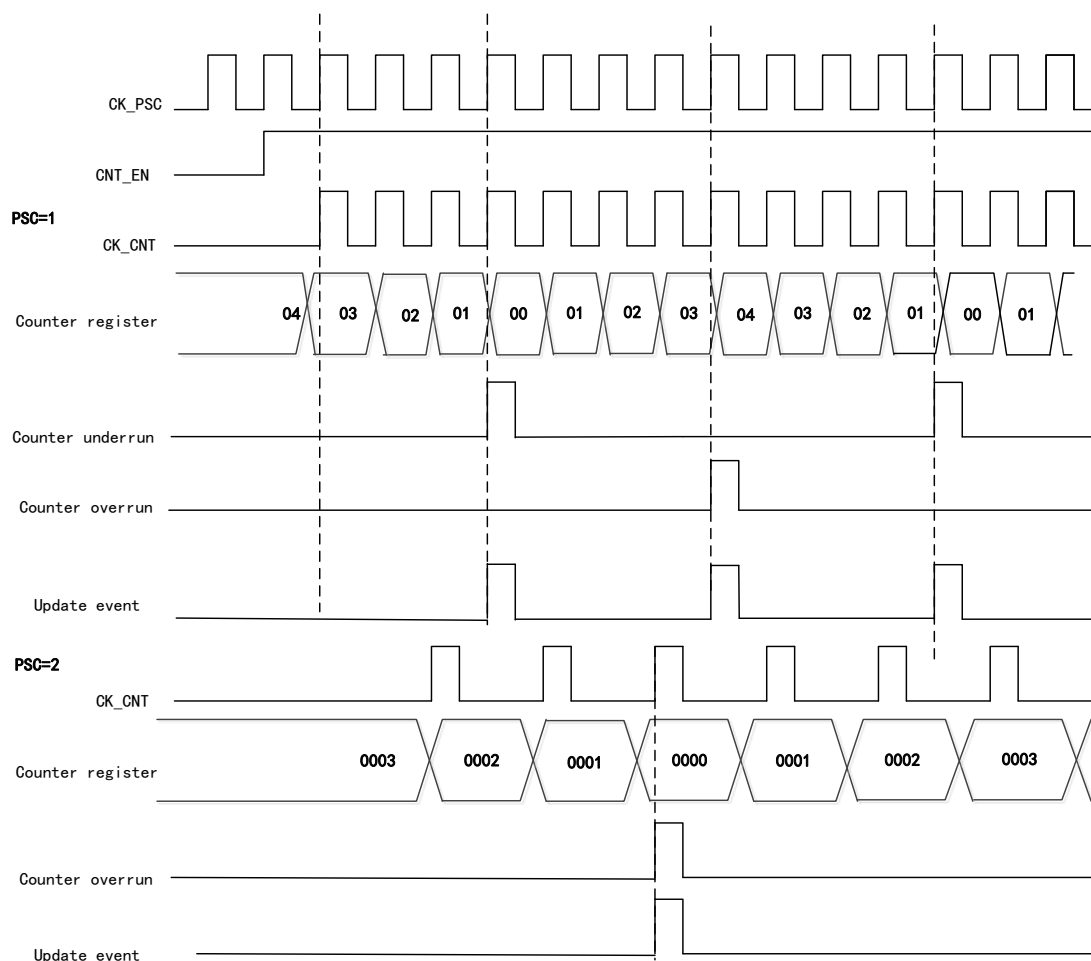 CK_PSC
CNT_EN
PSC=1
CK_CNT
Counter register 04 03 02 01 00 01 02 03 04 03 02 01 00 01
Counter underrun
Counter overrun
Update event
PSC=2
CK_CNT
Counter register 0003 0002 0001 0000 0001 0002 0003
Counter overrun
Update event